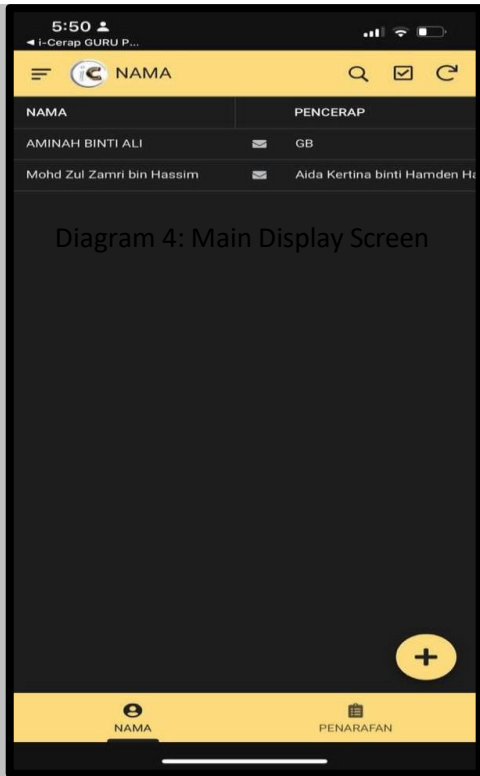 5:50
◄ i-Cerap GURU P...
iC NAMA
NAMA PENCERAP
AMINAH BINTI ALI GB
Mohd Zul Zamri bin Hassim Aida Kertina binti Hamden Ha
Diagram 4: Main Display Screen
+
NAMA PENARAFAN